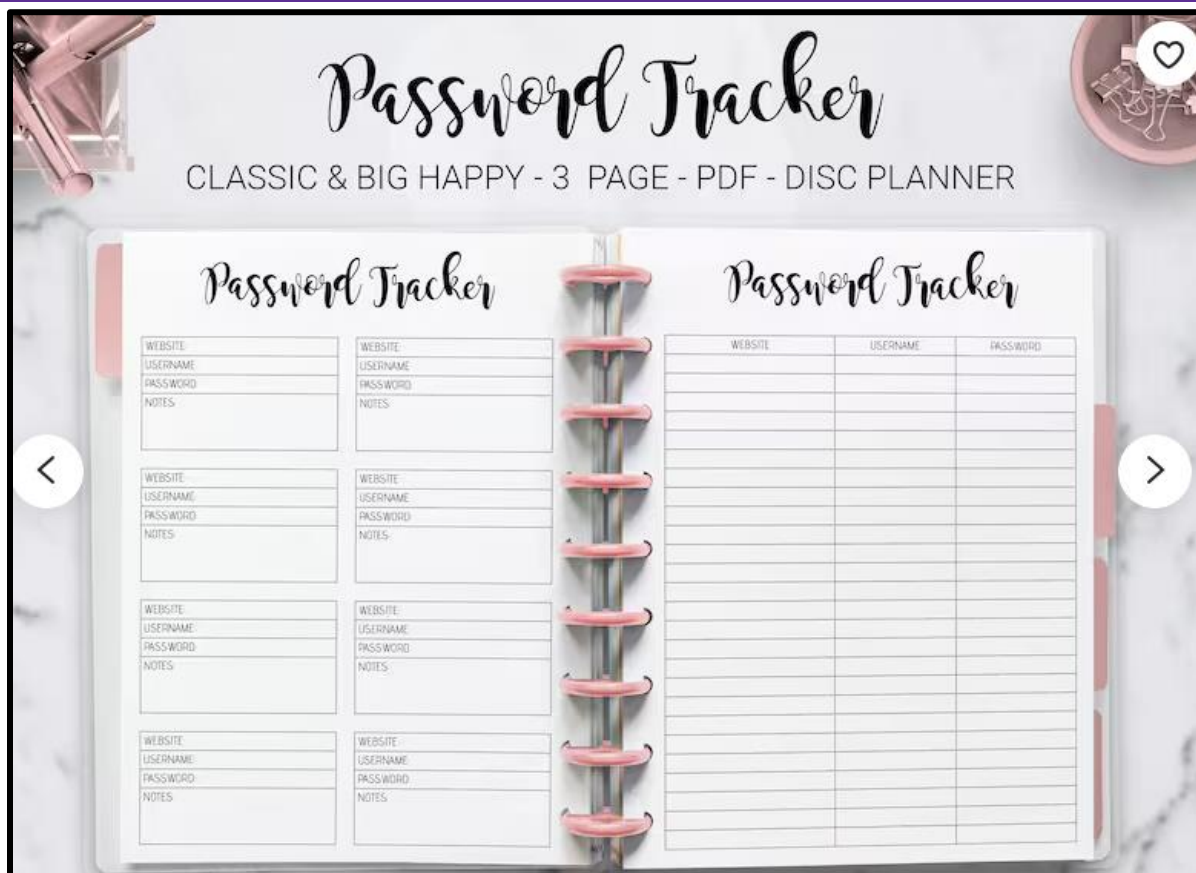 Password Tracker
CLASSIC & BIG HAPPY - 3 PAGE - PDF - DISC PLANNER
Password Tracker
WEBSITE
USERNAME
PASSWORD
NOTES
WEBSITE
USERNAME
PASSWORD
NOTES
WEBSITE
USERNAME
PASSWORD
NOTES
WEBSITE
USERNAME
PASSWORD
NOTES
WEBSITE
USERNAME
PASSWORD
NOTES
WEBSITE
USERNAME
PASSWORD
NOTES
WEBSITE
USERNAME
PASSWORD
NOTES
WEBSITE
USERNAME
PASSWORD
NOTES
Password Tracker
WEBSITE USERNAME PASSWORD